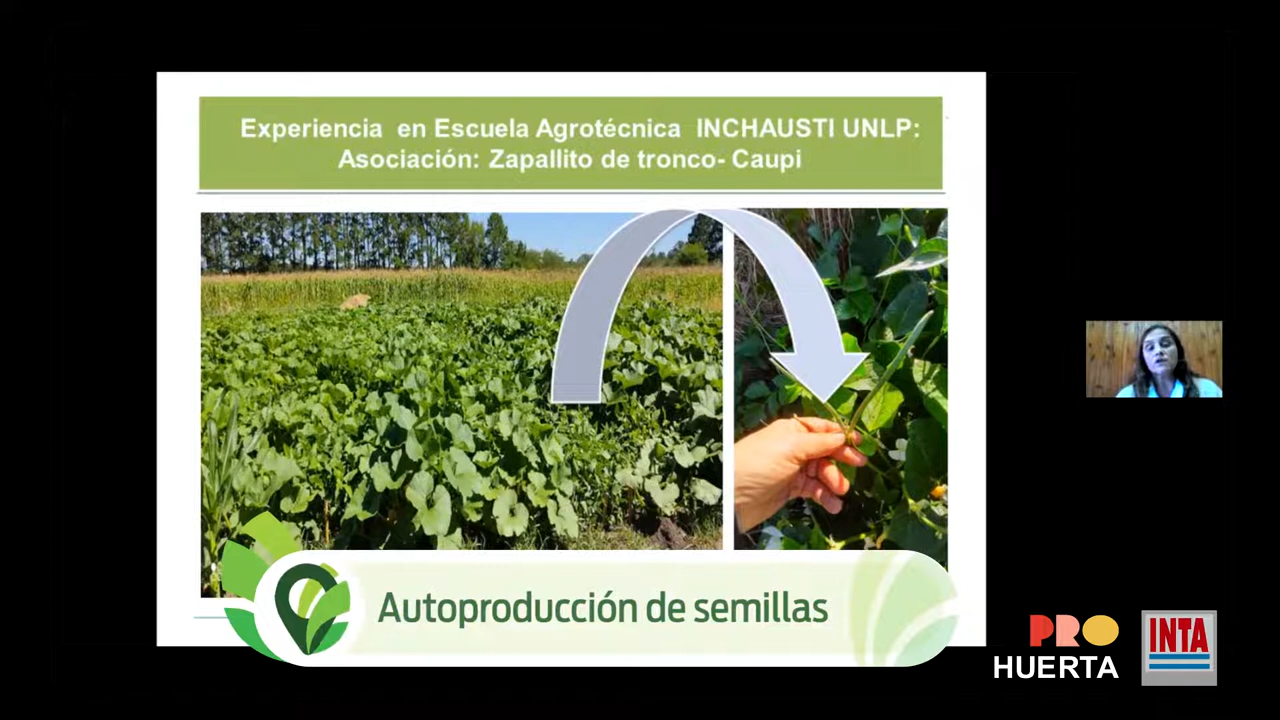 Experiencia en Escuela Agrotécnica INCHAUSTI UNLP:
Asociación: Zapallito de tronco- Caupi
Autoproducción de semillas
PRO
HUERTA
INTA